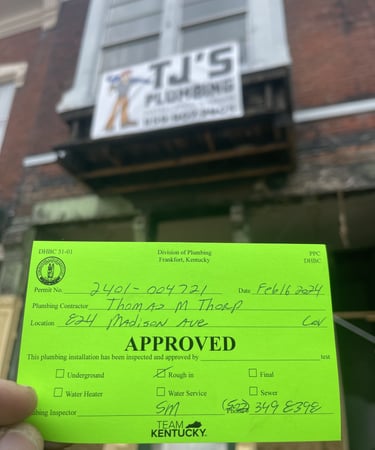 TJ'S
PLUMBING
DHBC 31-01 Division of Plumbing PPC
Frankfort, Kentucky DHBC
Permit No. 2401-004721 Date Feb 16 2024
Plumbing Contractor Thomas M Thorp
Location 824 Madison Ave Cov
APPROVED
This plumbing installation has been inspected and approved by test
Underground Rough in Final
Water Heater Water Service Sewer
bing Inspector SM (502) 349 8398
TEAM
KENTUCKY